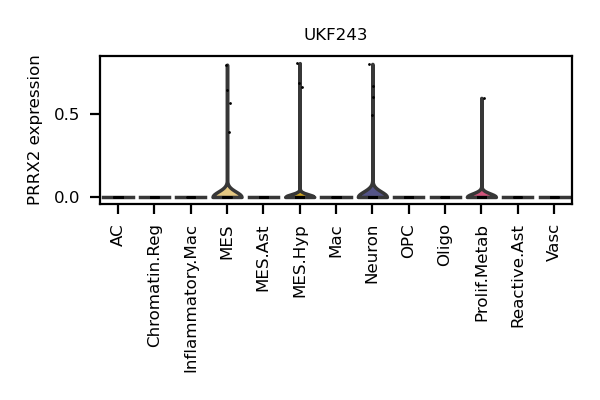 UKF243
PRRX2 expression
0.5
0.0
AC
Chromatin.Reg
Inflammatory.Mac
MES
MES.Ast
MES.Hyp
Mac
Neuron
OPC
Oligo
Prolif.Metab
Reactive.Ast
Vasc